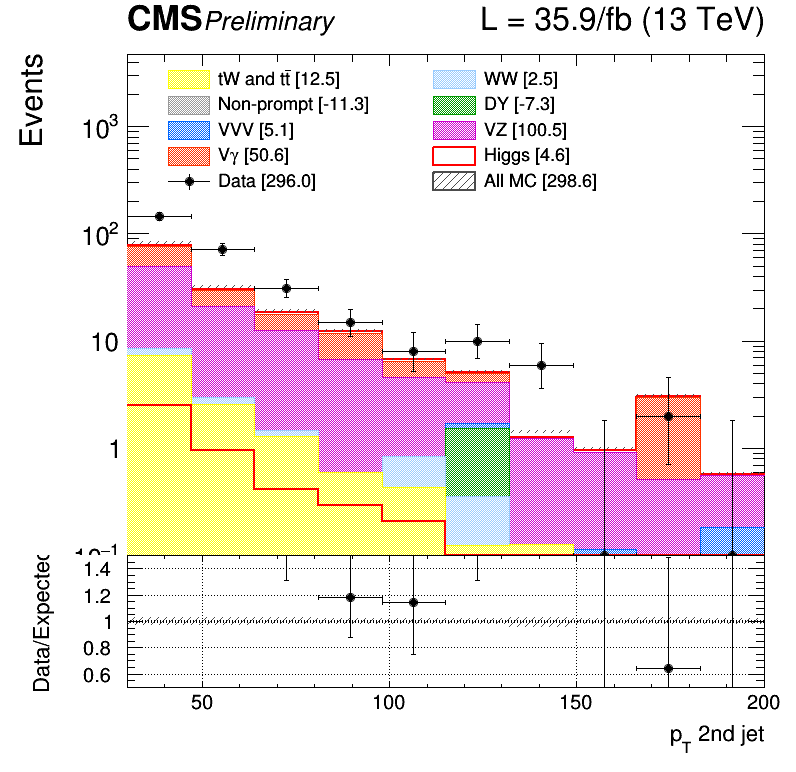 CMS Preliminary L = 35.9/fb (13 TeV)
Events
tW and tt̄ [12.5] WW [2.5]
Non-prompt [-11.3] DY [-7.3]
VVV [5.1] VZ [100.5]
Vγ [50.6] Higgs [4.6]
Data [296.0] All MC [298.6]
10³
10²
10
1
10⁻¹
Data/Expected
1.4
1.2
1
0.8
0.6
50 100 150 200
p_T 2nd jet